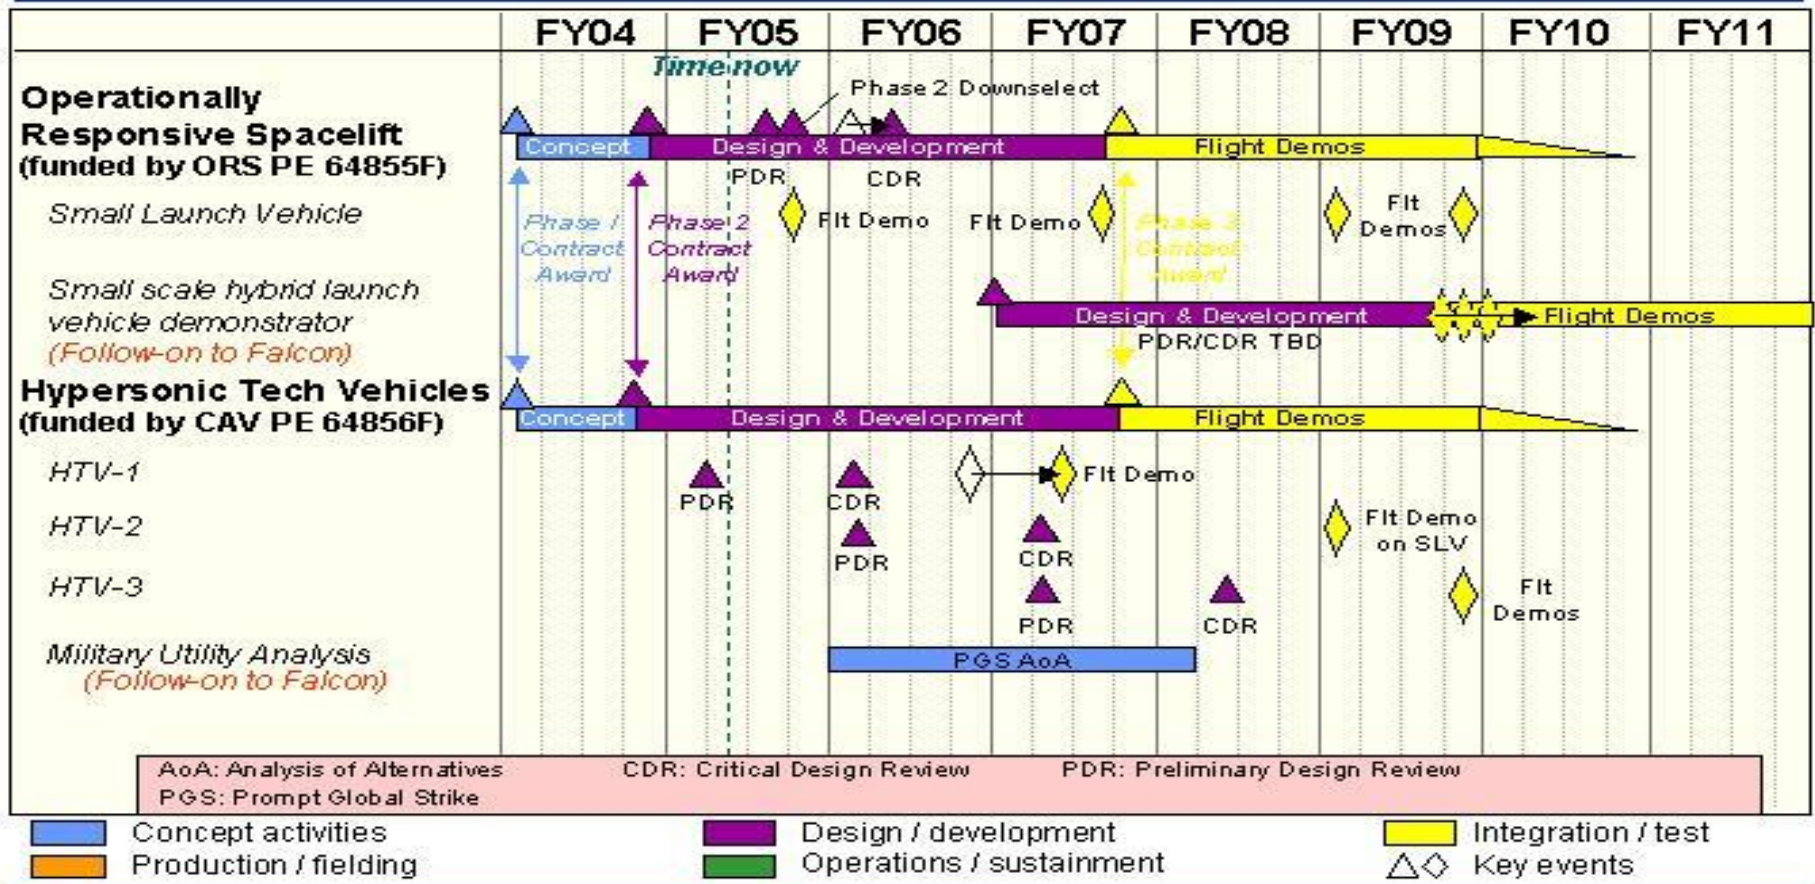 FY04 FY05 FY06 FY07 FY08 FY09 FY10 FY11
Time now
Phase 2 Downselect
Operationally
Responsive Spacelift
(funded by ORS PE 64855F)
Concept Design & Development Flight Demos
PDR CDR
Small Launch Vehicle
Flt Demo Flt Demo Flt
Demos
Phase 1
Contract
Award
Phase 2
Contract
Award
Phase 3
Contract
Award
Small scale hybrid launch
vehicle demonstrator
(Follow-on to Falcon)
Design & Development Flight Demos
PDR/CDR TBD
Hypersonic Tech Vehicles
(funded by CAV PE 64856F)
Concept Design & Development Flight Demos
HTV-1
PDR CDR Flt Demo
HTV-2
PDR CDR Flt Demo
on SLV
HTV-3
PDR CDR Flt
Demos
Military Utility Analysis
(Follow-on to Falcon)
PGS AoA
AoA: Analysis of Alternatives CDR: Critical Design Review PDR: Preliminary Design Review
PGS: Prompt Global Strike
Concept activities Design / development Integration / test
Production / fielding Operations / sustainment Key events